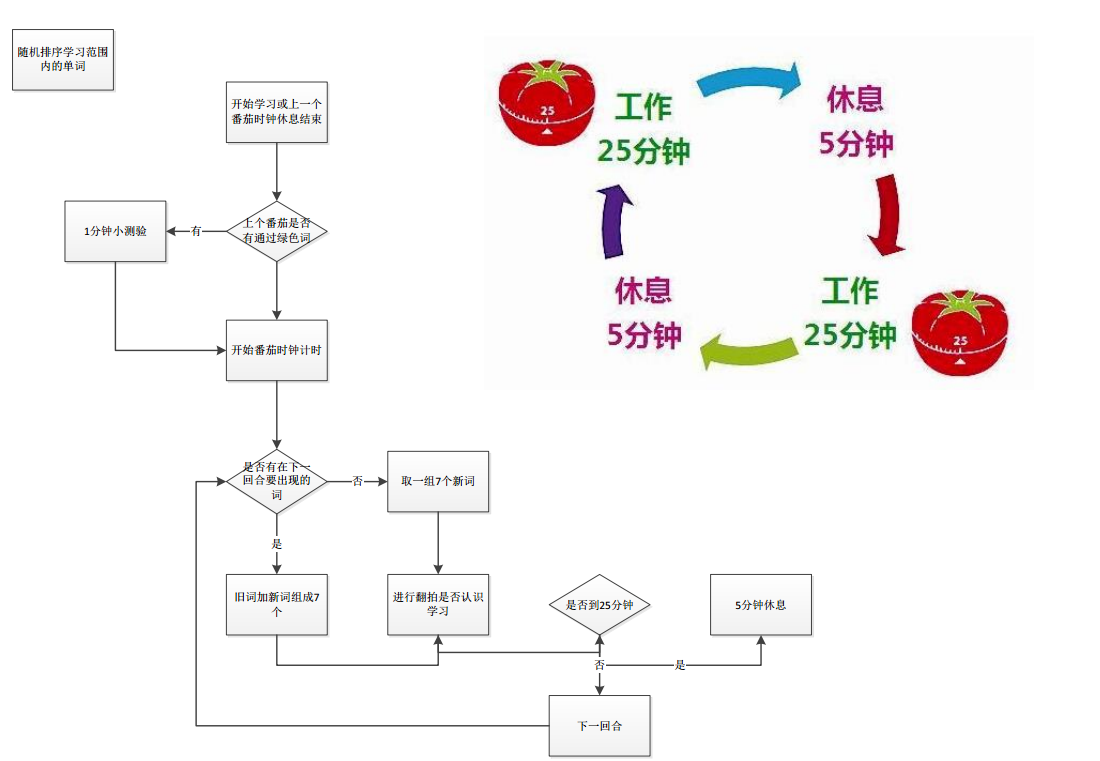 随机排序学习范围
内的单词
开始学习或上一个
番茄时钟休息结束
上个番茄是否
有通过绿色词
有
1分钟小测验
开始番茄时钟计时
是否有在下一
回合要出现的
词
否
取一组7个新词
是
旧词加新词组成7
个
进行翻拍是否认识
学习
是否到25分钟
5分钟休息
否
是
下一回合
25
工作
25分钟
休息
5分钟
工作
25分钟
25
休息
5分钟